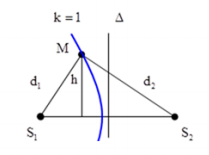 k = 1 Δ
M
d₁ h d₂
S₁ S₂